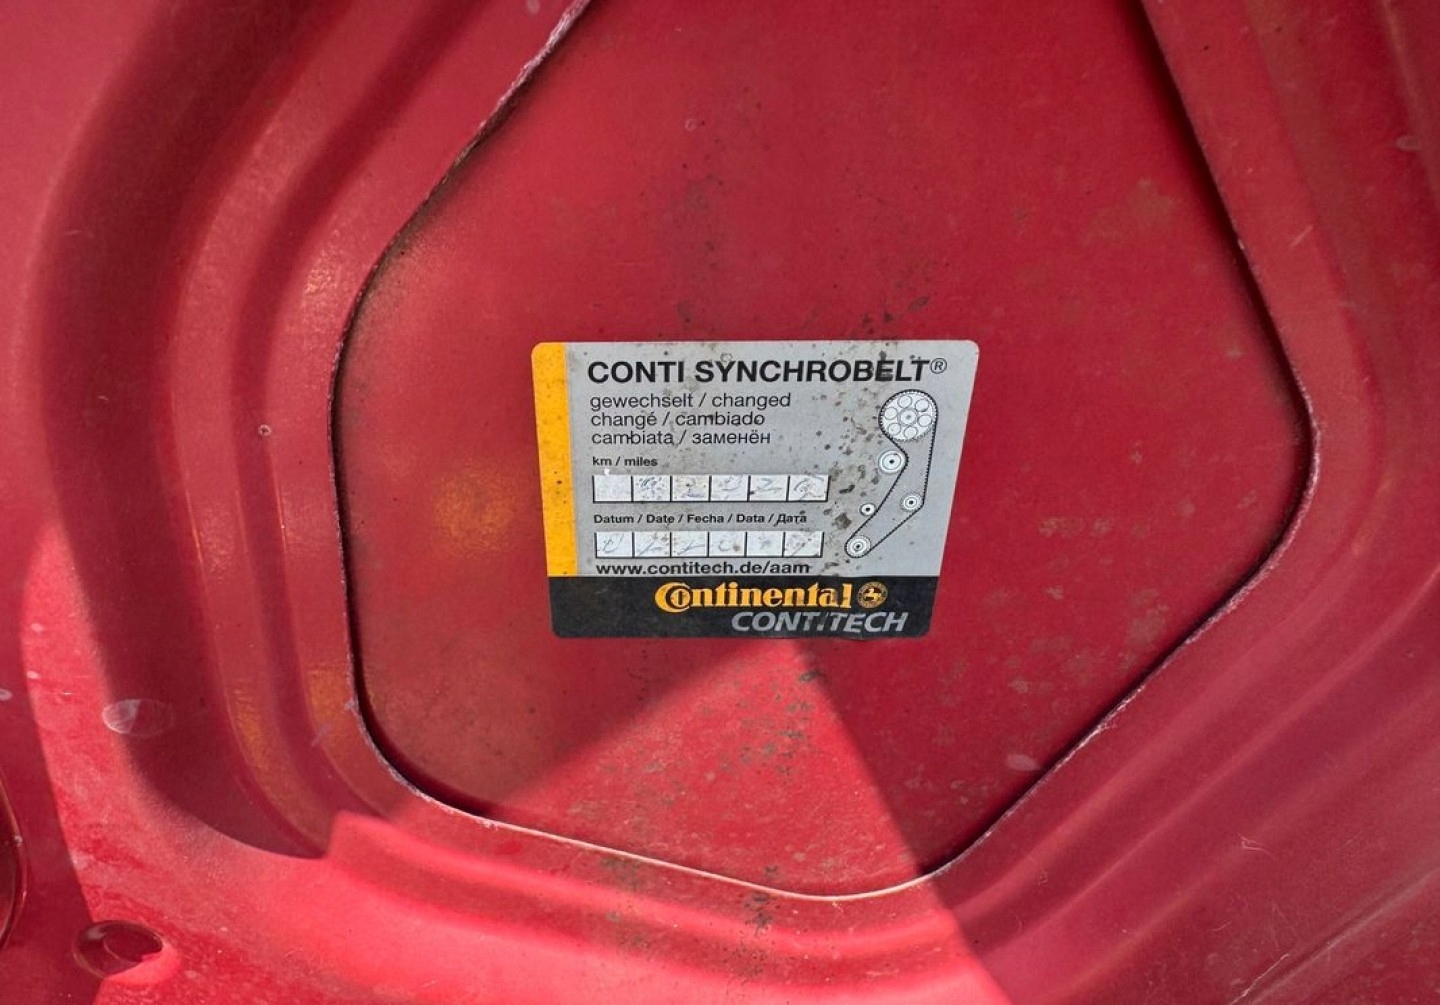 CONTI SYNCHROBELT®
gewechselt / changed
changé / cambiado
cambiata / заменён
km / miles
Datum / Date / Fecha / Data / Дата
www.contitech.de/aam
Continental
CONTITECH